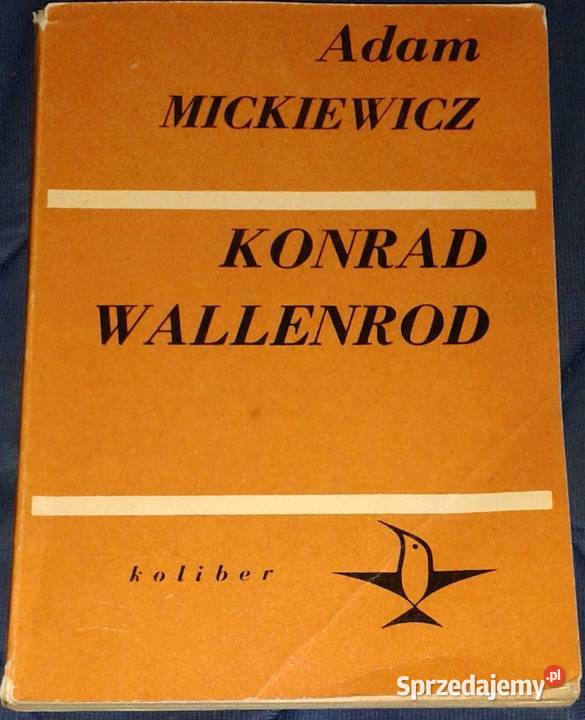 Adam
MICKIEWICZ
KONRAD
WALLENROD
koliber
Sprzedajemy.pl